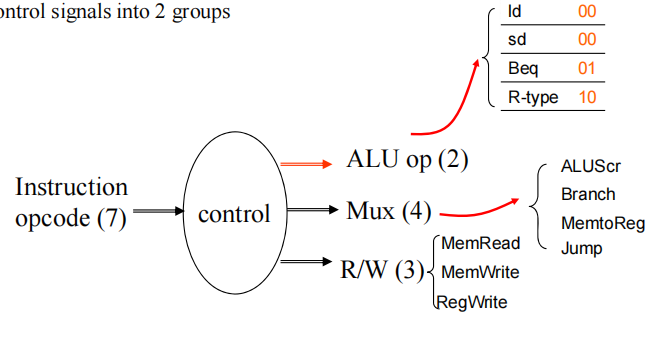 ontrol signals into 2 groups
ld 00
sd 00
Beq 01
R-type 10
Instruction
opcode (7)
control
ALU op (2)
Mux (4)
R/W (3)
ALUScr
Branch
MemtoReg
Jump
MemRead
MemWrite
RegWrite